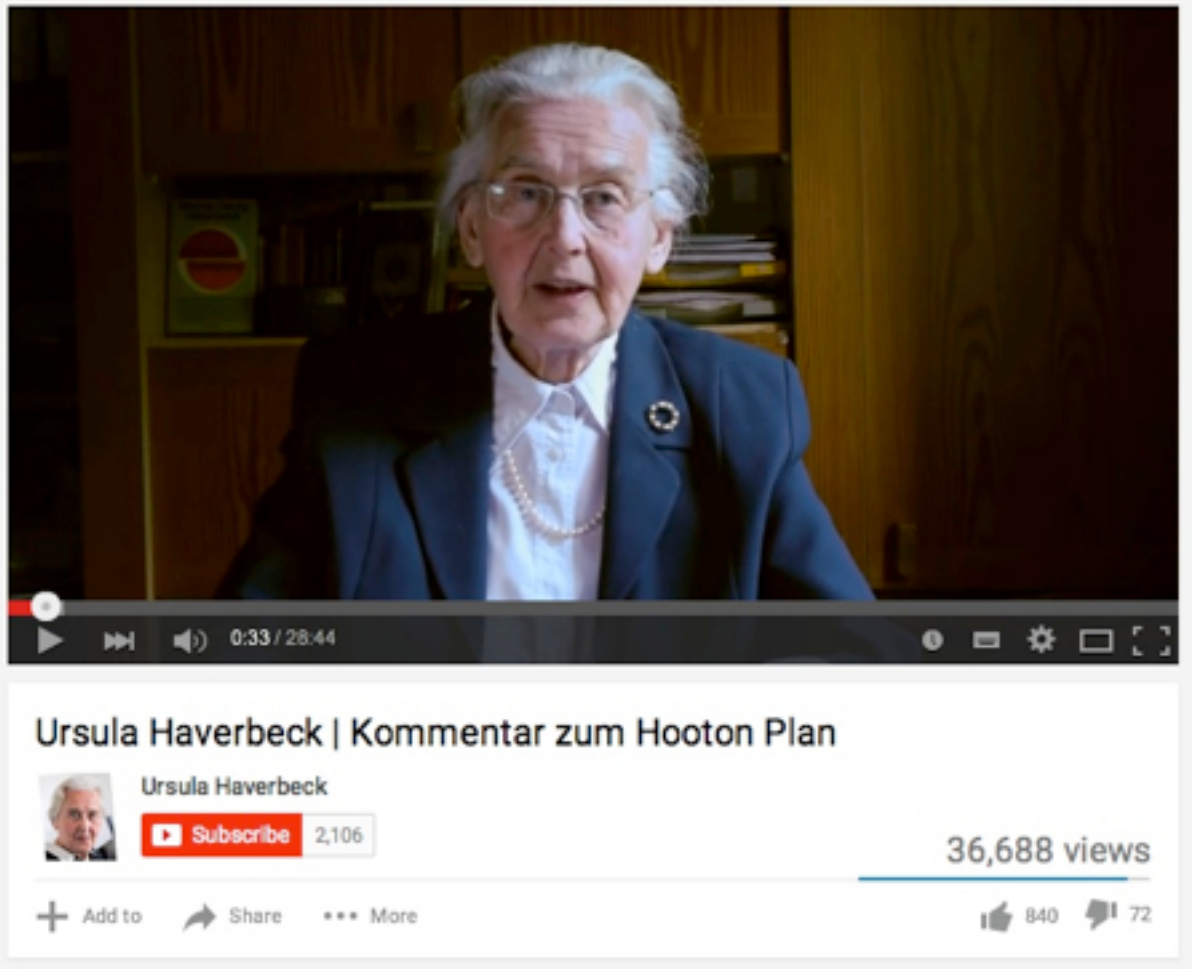 0:33 / 28:44
Ursula Haverbeck | Kommentar zum Hooton Plan
Ursula Haverbeck
Subscribe 2,106
36,688 views
Add to Share More 840 72